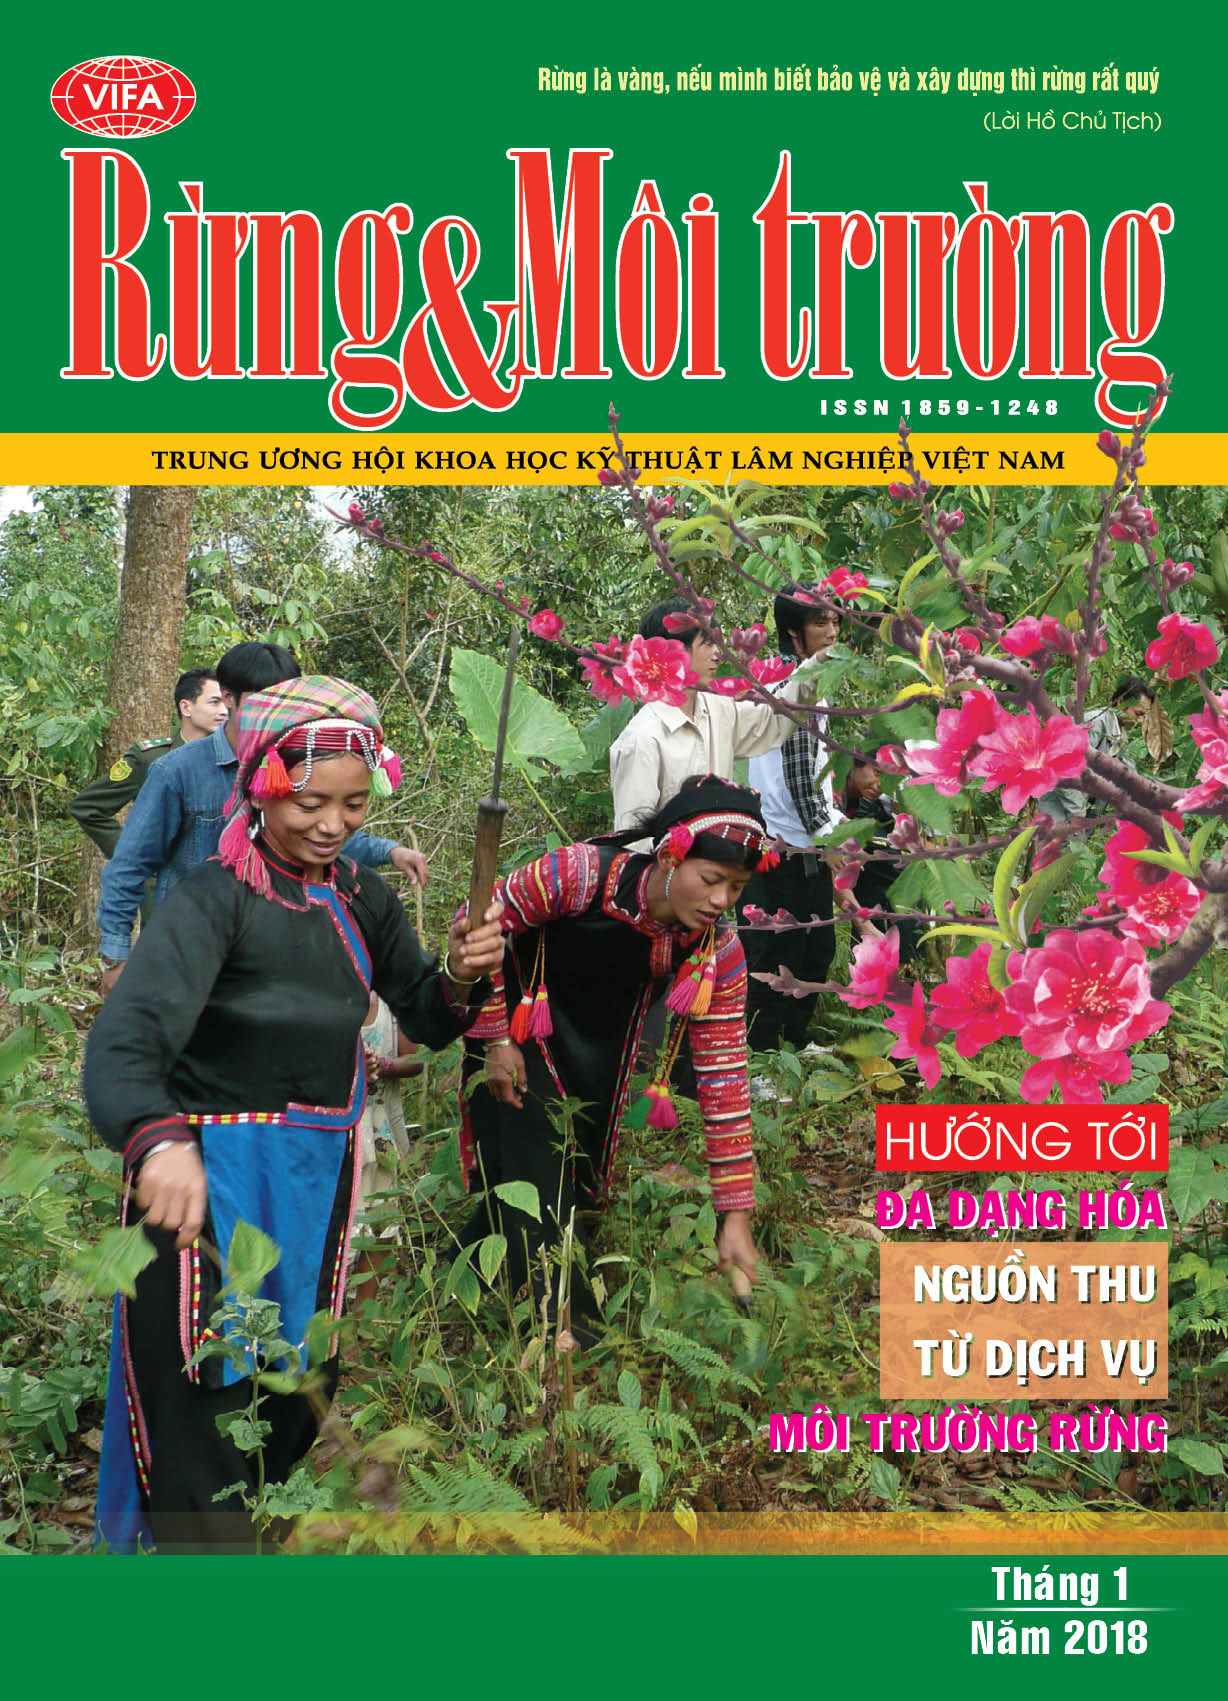 VIFA
Rừng là vàng, nếu mình biết bảo vệ và xây dựng thì rừng rất quý
(Lời Hồ Chủ Tịch)
Rừng & Môi trường
ISSN 1859-1248
TRUNG ƯƠNG HỘI KHOA HỌC KỸ THUẬT LÂM NGHIỆP VIỆT NAM
HƯỚNG TỚI
ĐA DẠNG HÓA
NGUỒN THU
TỪ DỊCH VỤ
MÔI TRƯỜNG RỪNG
Tháng 1
Năm 2018